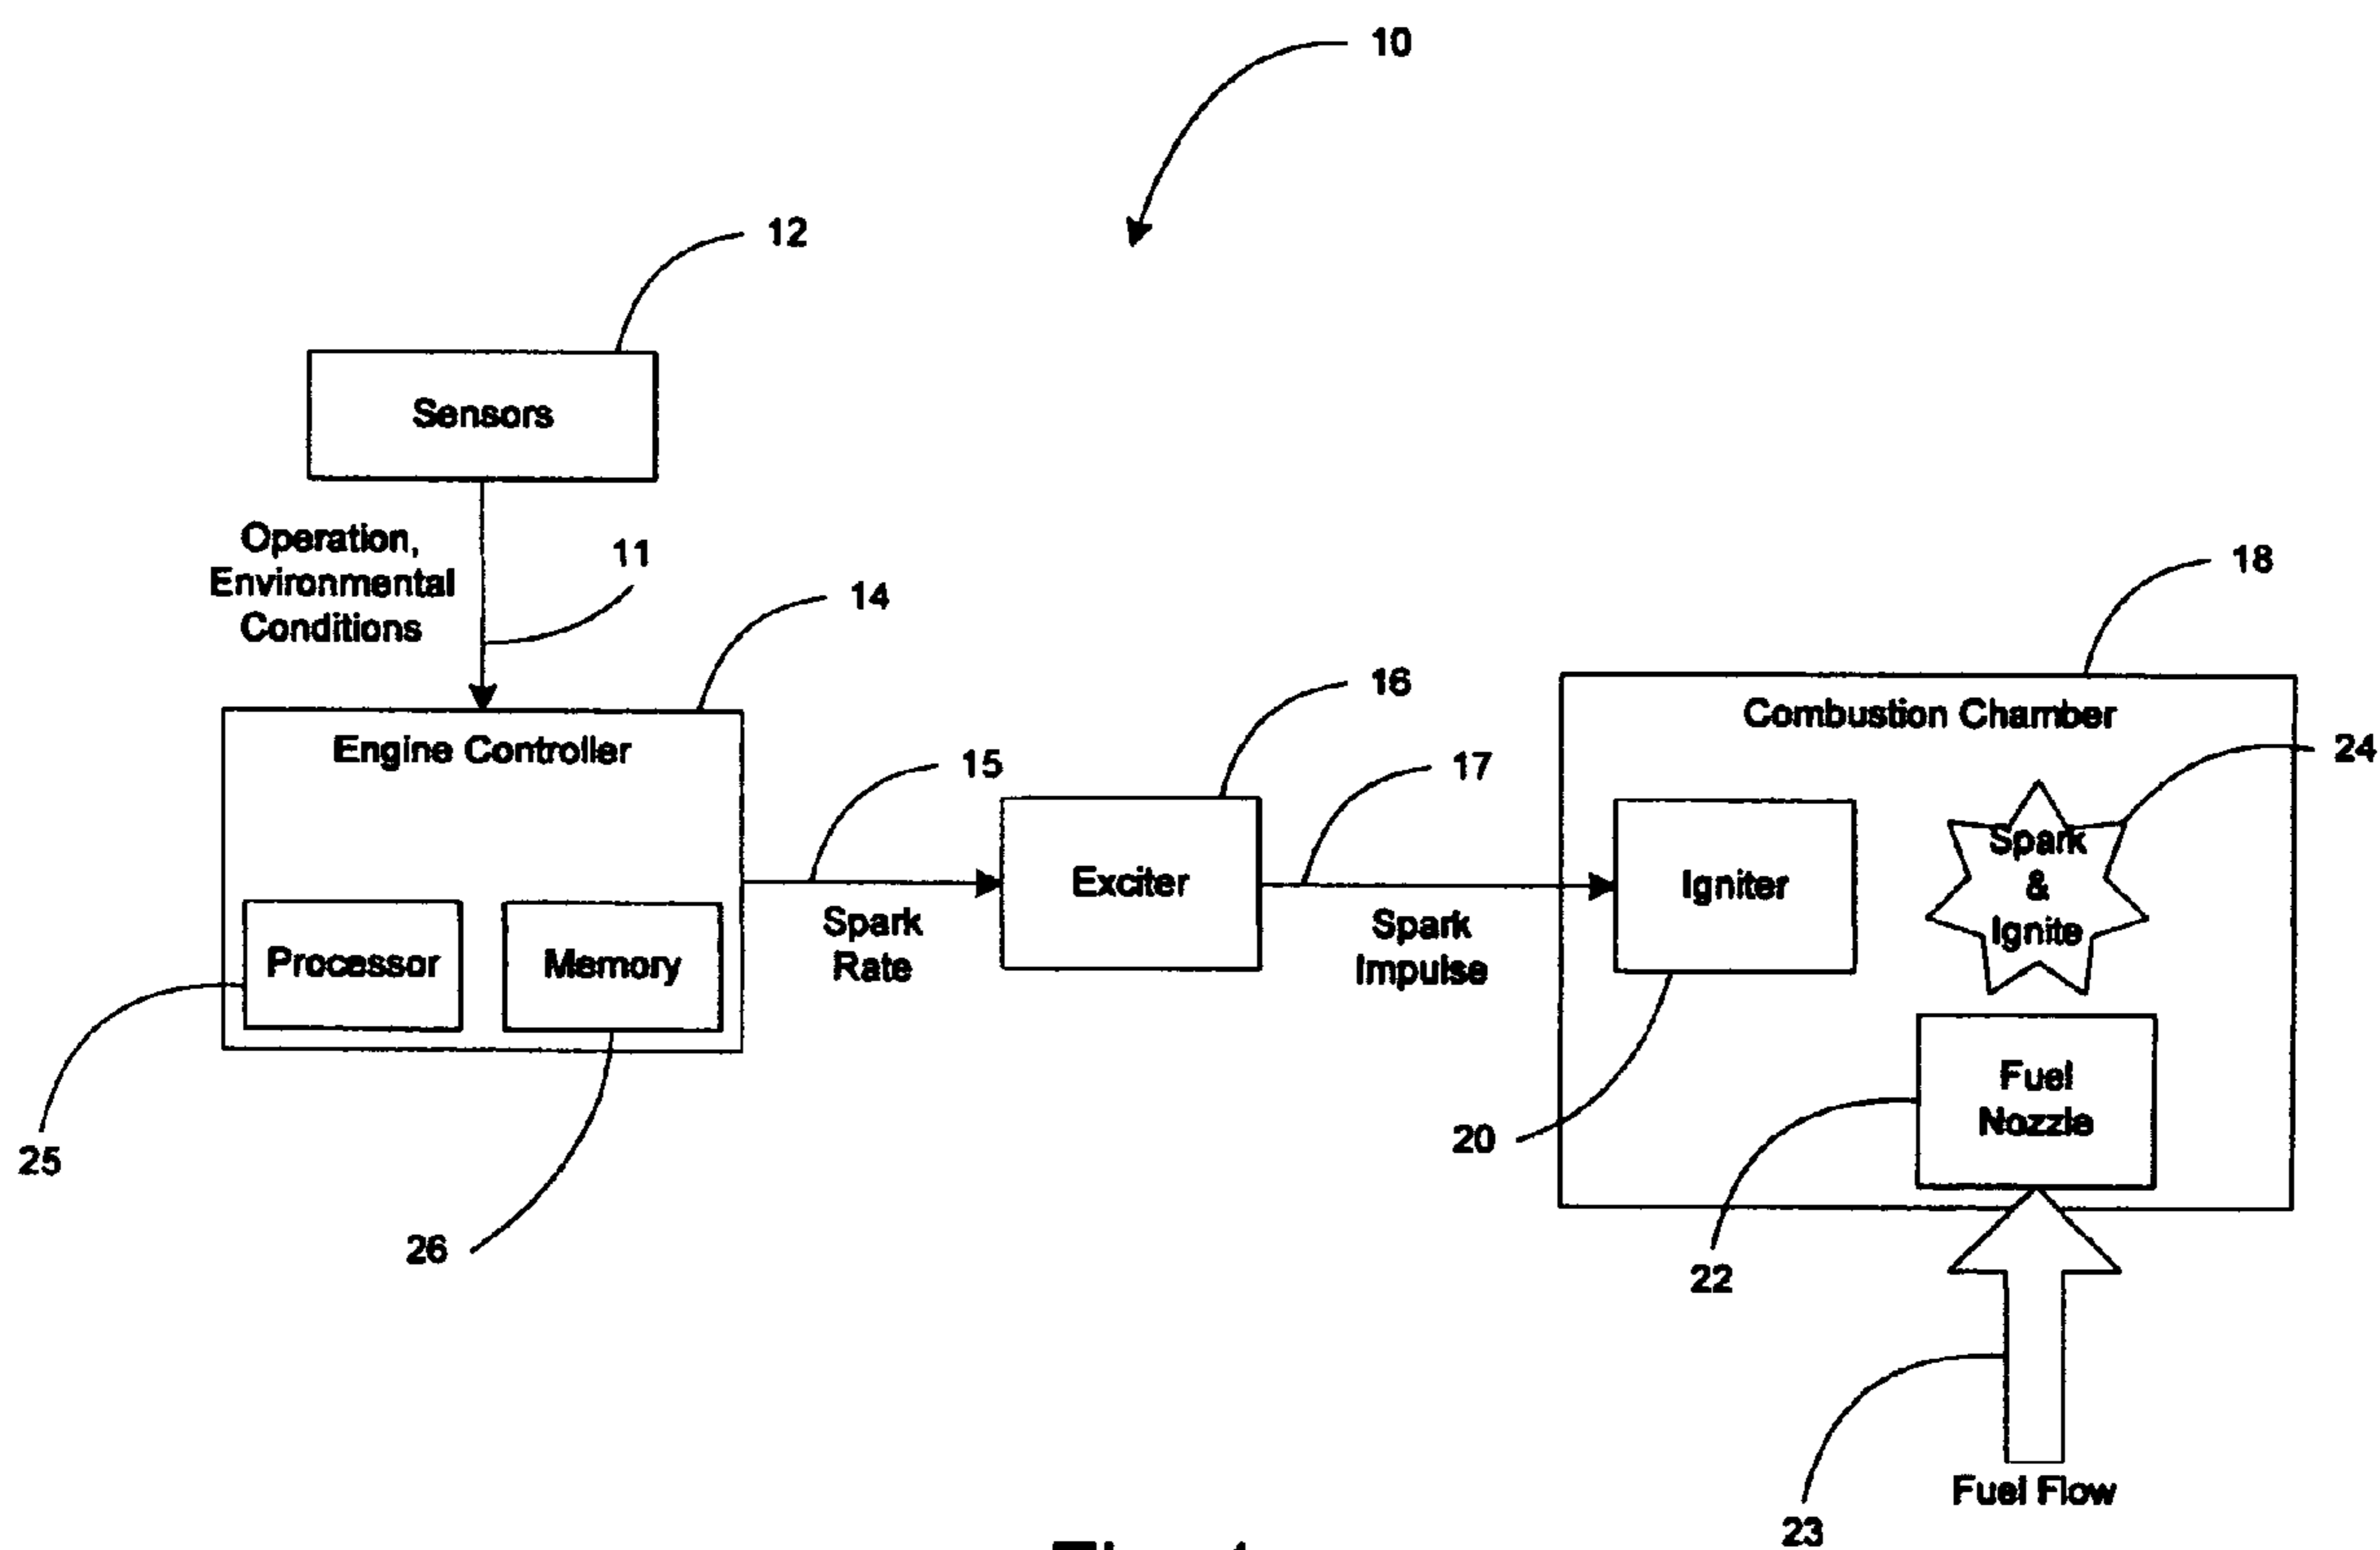 10
12
Sensors
Operation,
Environmental
Conditions
11
14
18
16
Engine Controller
Combustion Chamber
15
17
24
Exciter
Igniter
Spark
&
Ignite
Processor
Memory
Spark
Rate
Spark
Impulse
Fuel
Nozzle
25
26
20
22
Fuel Flow
23